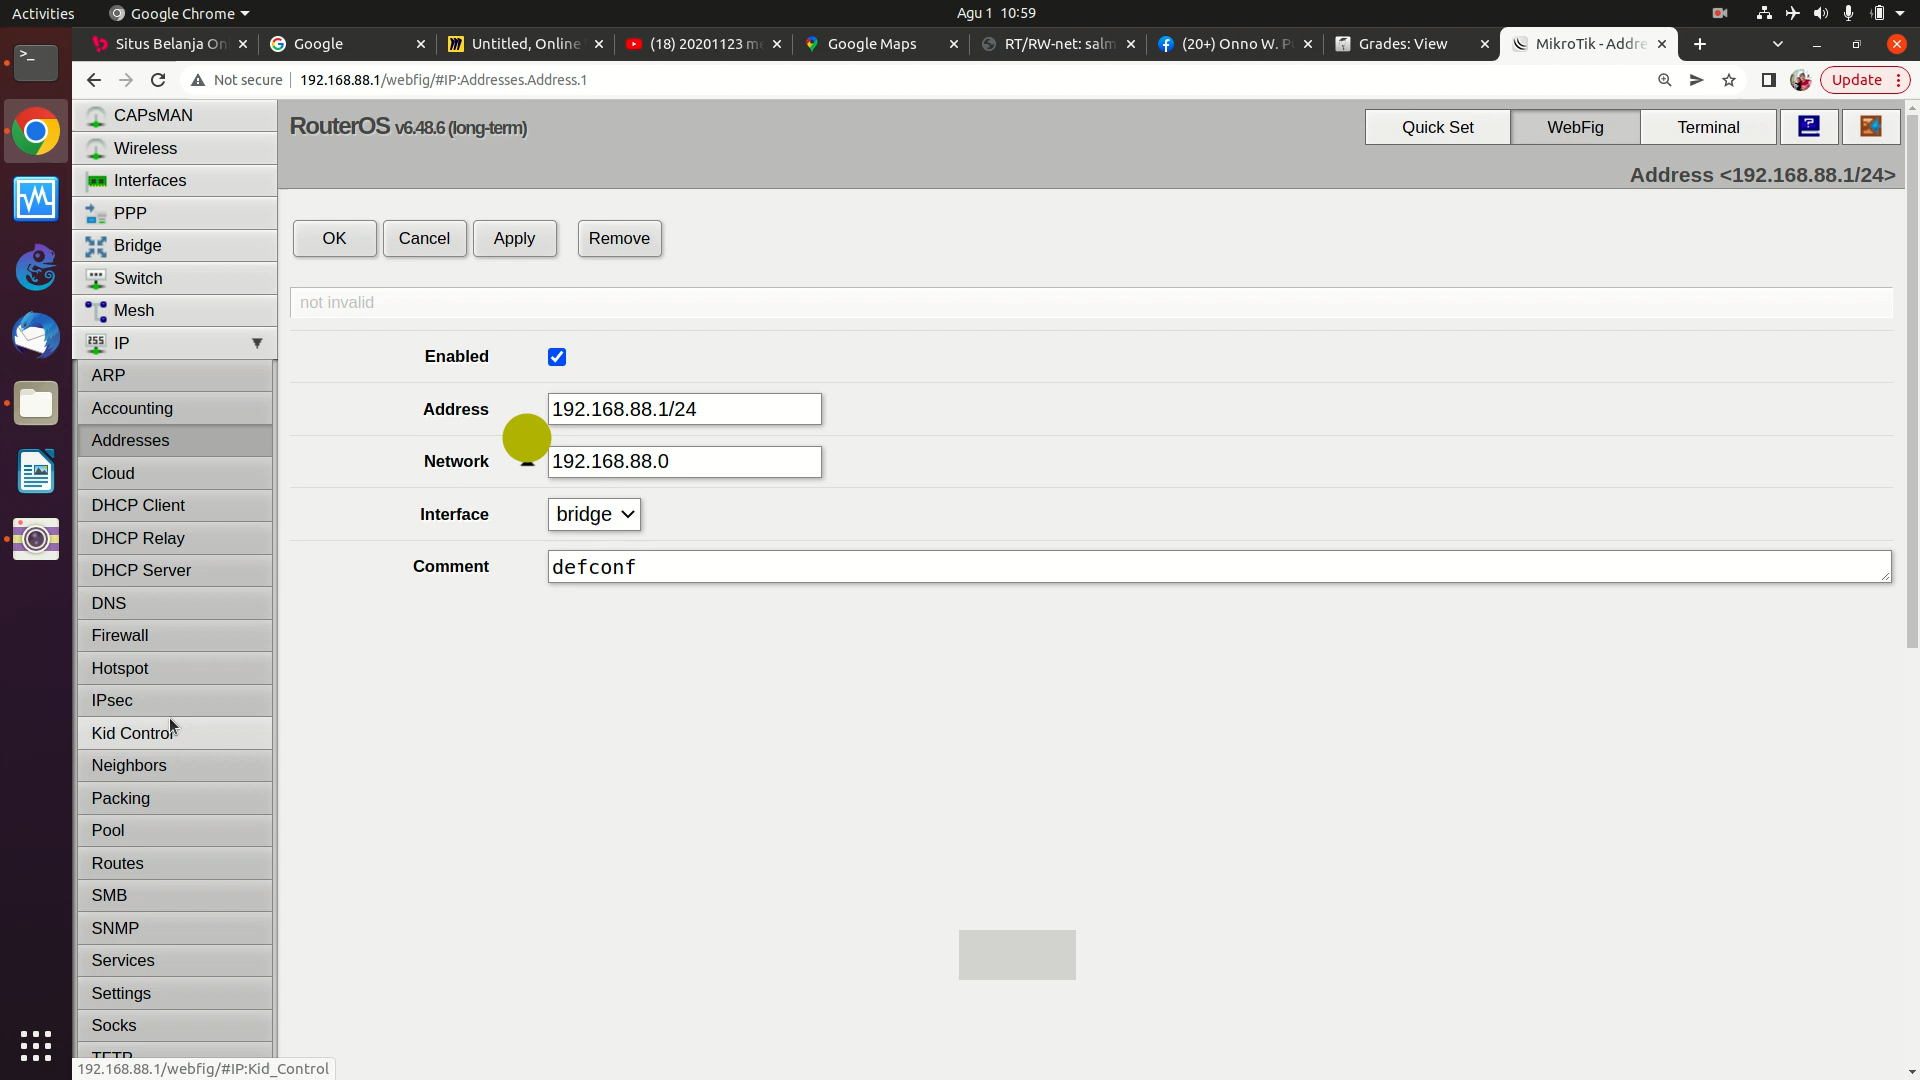 Activities
Google Chrome
Agu 1 10:59
Situs Belanja On
Google
Untitled, Online
(18) 20201123 m
Google Maps
RT/RW-net: salm
(20+) Onno W. P
Grades: View
MikroTik - Addre
Not secure
192.168.88.1/webfig/#IP:Addresses.Address.1
Update
CAPsMAN
Wireless
Interfaces
PPP
Bridge
Switch
Mesh
IP
ARP
Accounting
Addresses
Cloud
DHCP Client
DHCP Relay
DHCP Server
DNS
Firewall
Hotspot
IPsec
Kid Control
Neighbors
Packing
Pool
Routes
SMB
SNMP
Services
Settings
Socks
TFTP
192.168.88.1/webfig/#IP:Kid_Control
RouterOS v6.48.6 (long-term)
Quick Set
WebFig
Terminal
Address <192.168.88.1/24>
OK
Cancel
Apply
Remove
not invalid
Enabled
Address 192.168.88.1/24
Network 192.168.88.0
Interface bridge
Comment defconf